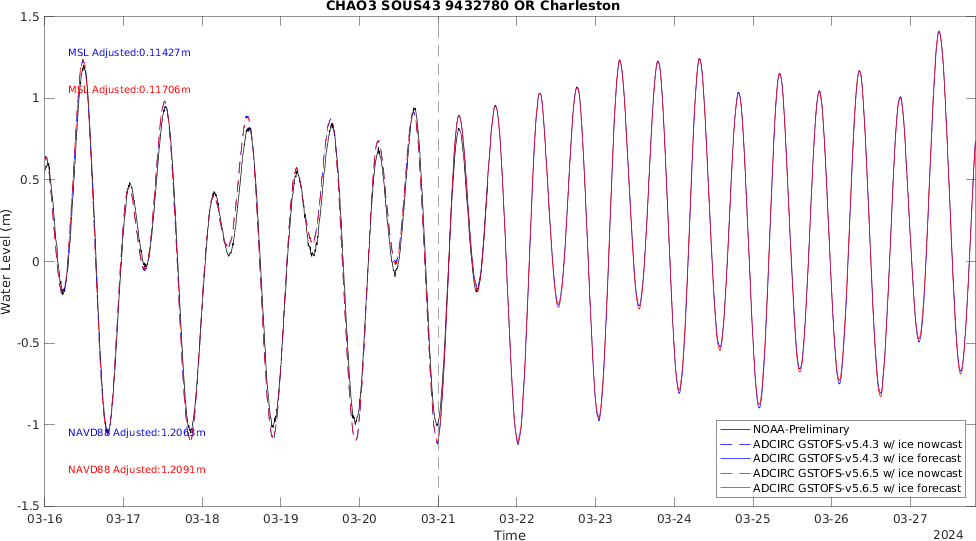 CHAO3 SOUS43 9432780 OR Charleston
1.5
MSL Adjusted:0.11427m
1
MSL Adjusted:0.11706m
0.5
Water Level (m)
0
-0.5
-1
NAVD88 Adjusted:1.2065m
NAVD88 Adjusted:1.2091m
-1.5
NOAA-Preliminary
ADCIRC GSTOFS-v5.4.3 w/ ice nowcast
ADCIRC GSTOFS-v5.4.3 w/ ice forecast
ADCIRC GSTOFS-v5.6.5 w/ ice nowcast
ADCIRC GSTOFS-v5.6.5 w/ ice forecast
03-16 03-17 03-18 03-19 03-20 03-21 03-22 03-23 03-24 03-25 03-26 03-27
Time
2024